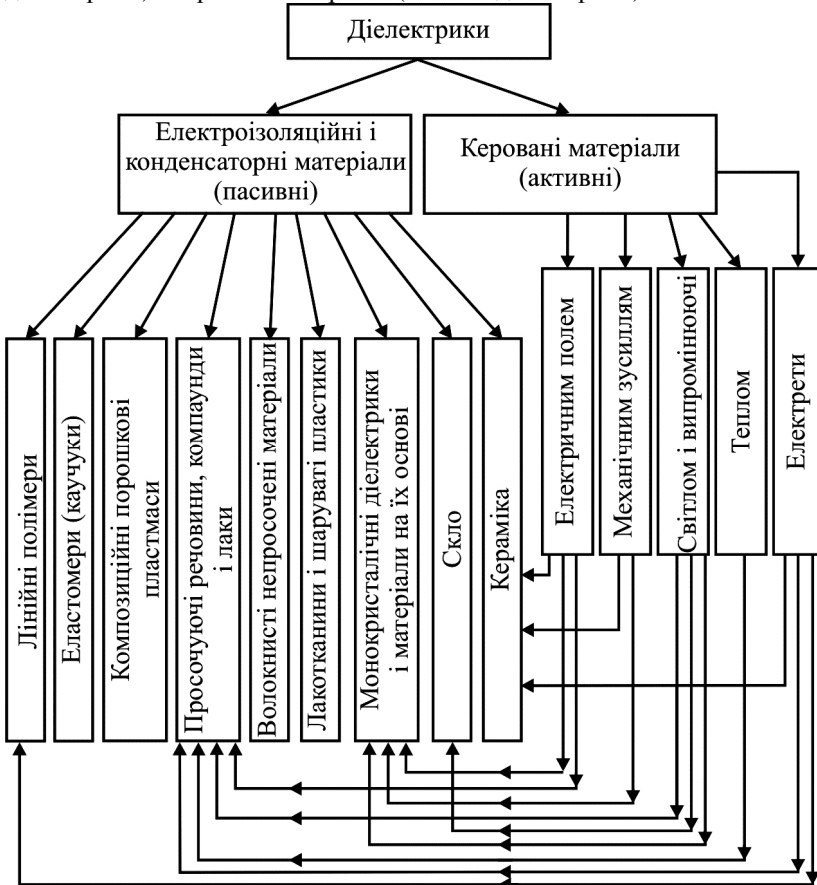 Діелектрики
Електроізоляційні і
конденсаторні матеріали
(пасивні)
Керовані матеріали
(активні)
Лінійні полімери
Еластомери (каучуки)
Композиційні порошкові
пластмаси
Просочуючі речовини, компаунди
і лаки
Волокнисті непросочені матеріали
Лакотканини і шаруваті пластики
Монокристалічні діелектрики
і матеріали на їх основі
Скло
Кераміка
Електричним полем
Механічним зусиллям
Світлом і випромінюючі
Теплом
Електрети